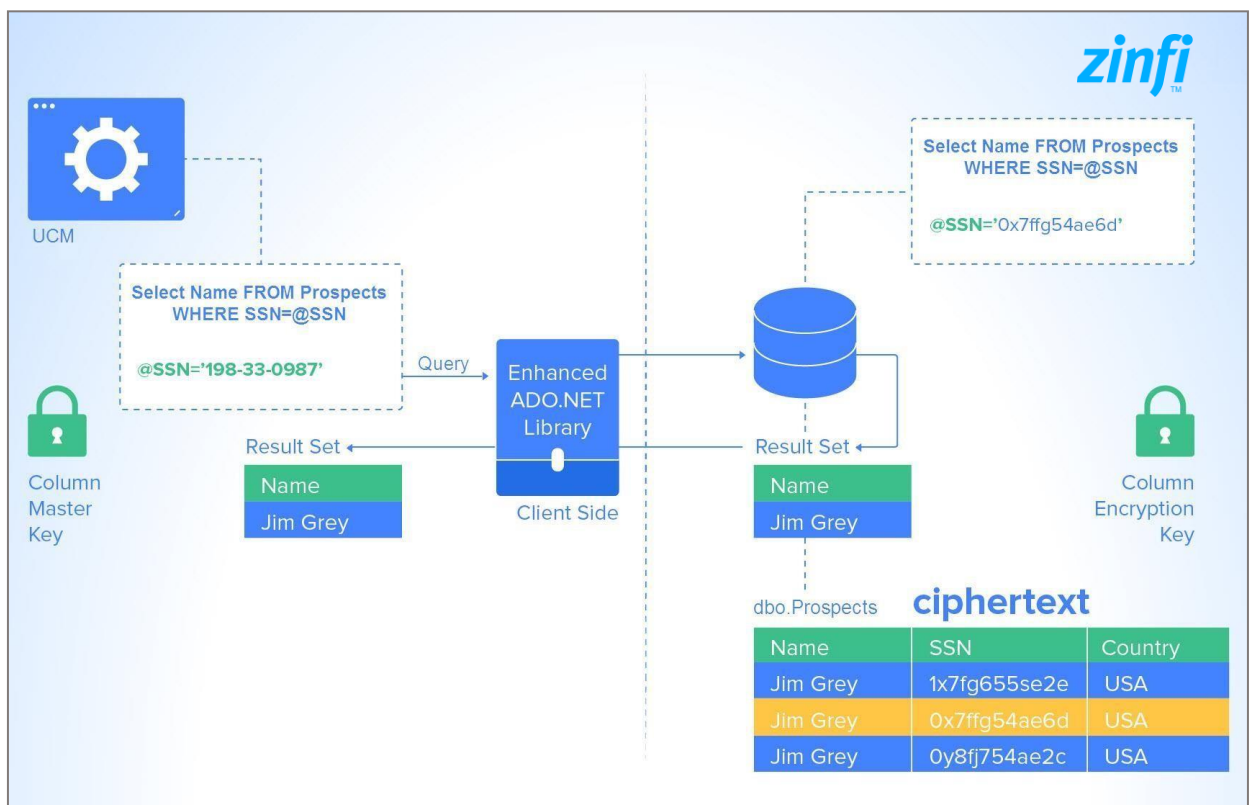 zinfi
TM
UCM
Select Name FROM Prospects
WHERE SSN=@SSN
@SSN='198-33-0987'
Query
Enhanced
ADO.NET
Library
Client Side
Result Set
Name
Jim Grey
Column
Master
Key
Select Name FROM Prospects
WHERE SSN=@SSN
@SSN='0x7ffg54ae6d'
Result Set
Name
Jim Grey
Column
Encryption
Key
dbo.Prospects
ciphertext
Name SSN Country
Jim Grey 1x7fg655se2e USA
Jim Grey 0x7ffg54ae6d USA
Jim Grey 0y8fj754ae2c USA